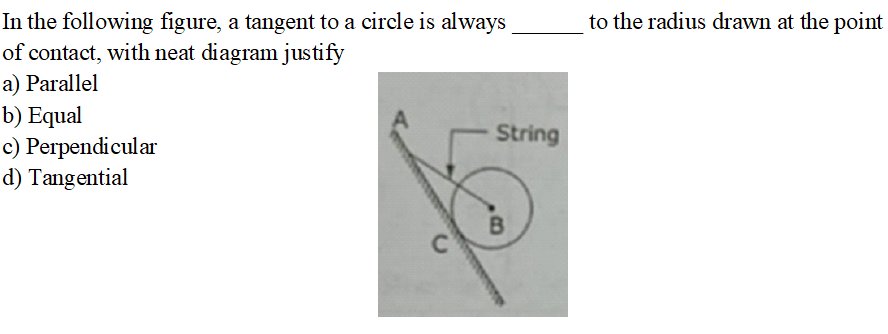 In the following figure, a tangent to a circle is always ______ to the radius drawn at the point
of contact, with neat diagram justify
a) Parallel
b) Equal
c) Perpendicular
d) Tangential
A
String
B
C